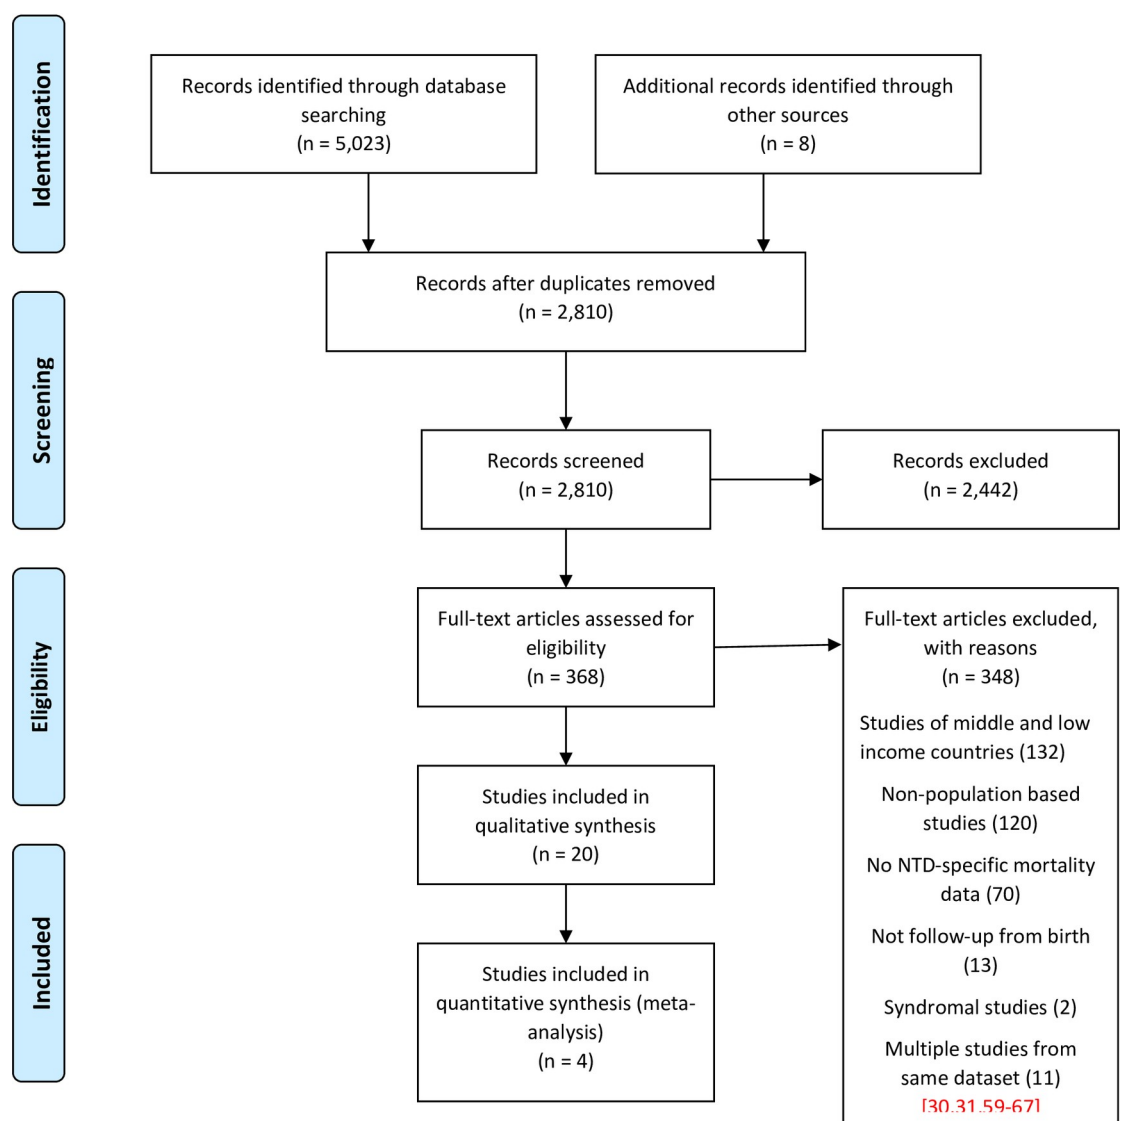 Identification
Records identified through database
searching
(n = 5,023)
Additional records identified through
other sources
(n = 8)
Records after duplicates removed
(n = 2,810)
Screening
Records screened
(n = 2,810)
Records excluded
(n = 2,442)
Eligibility
Full-text articles assessed for
eligibility
(n = 368)
Full-text articles excluded,
with reasons
(n = 348)
Studies of middle and low
income countries (132)
Non-population based
studies (120)
No NTD-specific mortality
data (70)
Not follow-up from birth
(13)
Syndromal studies (2)
Multiple studies from
same dataset (11)
[30,31,59-67]
Studies included in
qualitative synthesis
(n = 20)
Included
Studies included in
quantitative synthesis (meta-
analysis)
(n = 4)